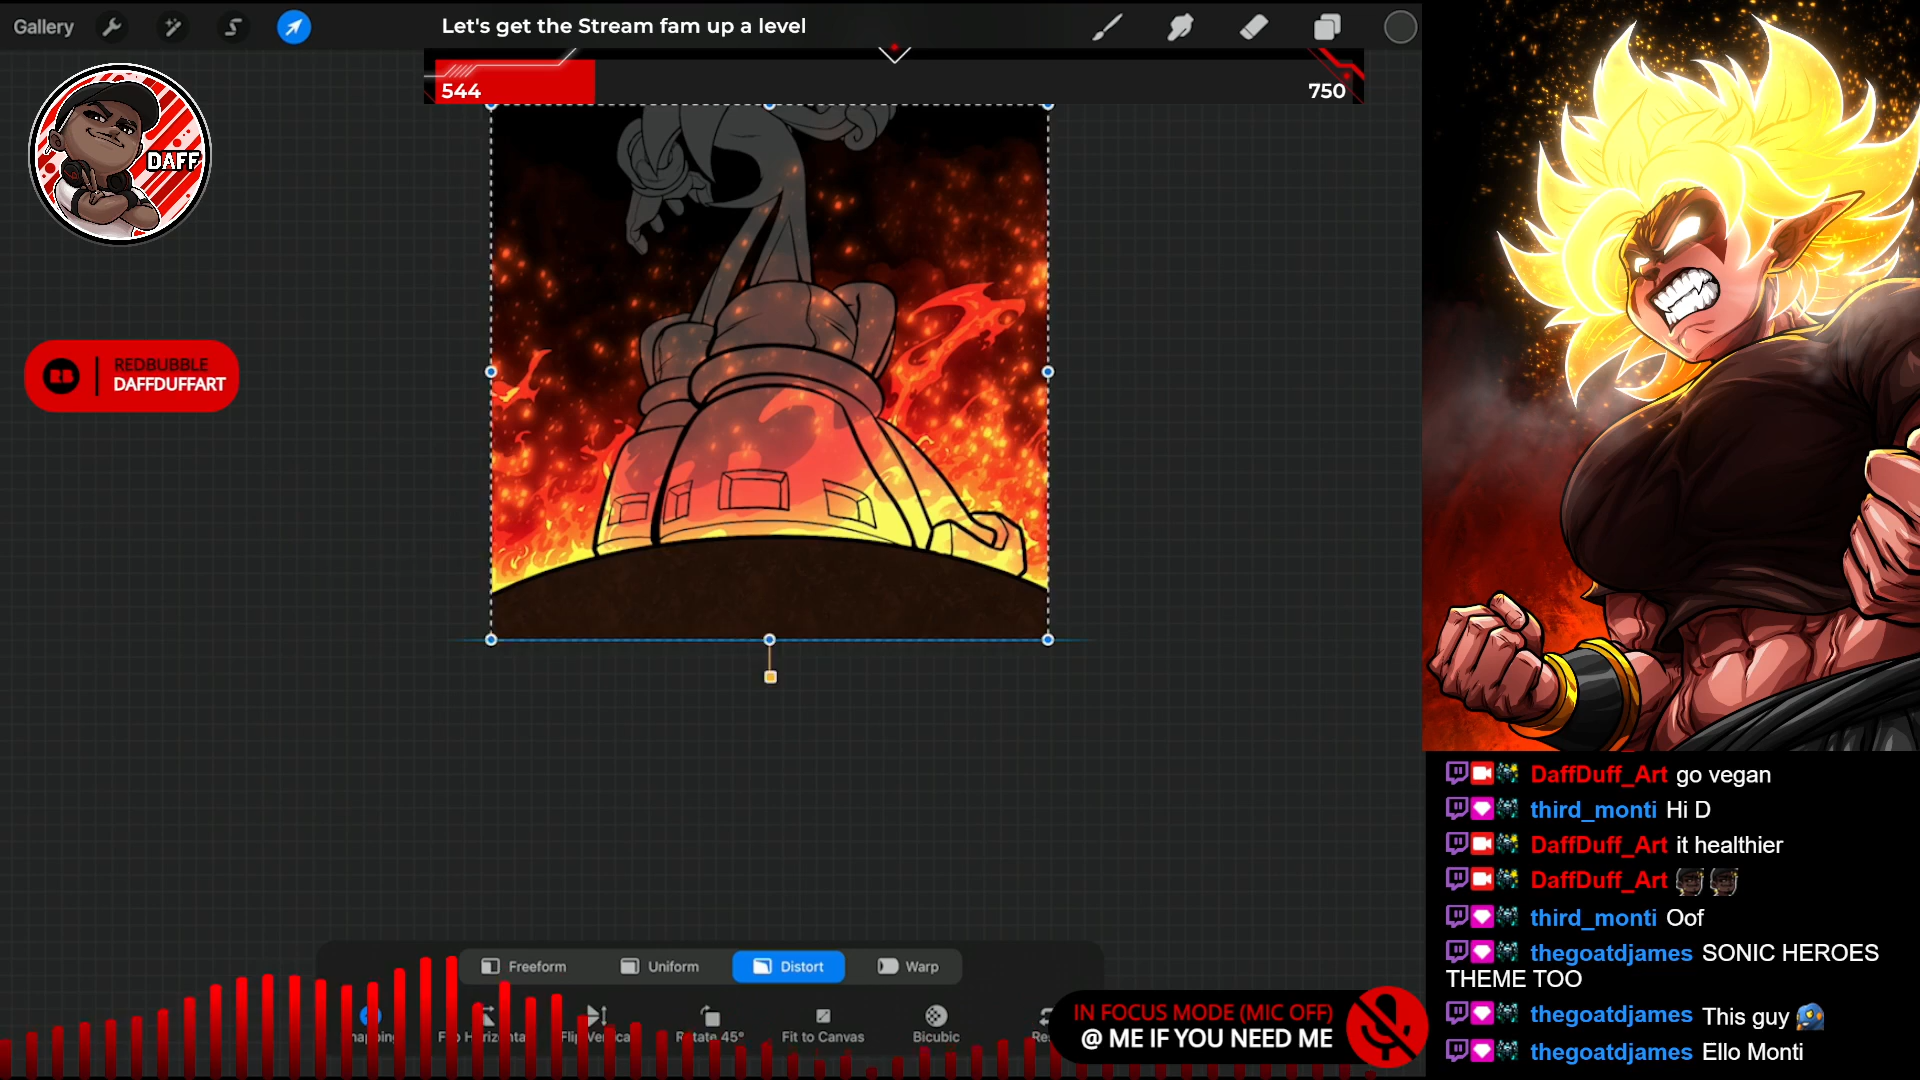 Gallery
Let's get the Stream fam up a level
544
750
DAFF
REDBUBBLE
DAFFDUFFART
DaffDuff_Art go vegan
third_monti Hi D
DaffDuff_Art it healthier
DaffDuff_Art
third_monti Oof
thegoatdjames SONIC HEROES
THEME TOO
thegoatdjames This guy
thegoatdjames Ello Monti
Freeform
Uniform
Distort
Warp
Rotate 45°
Fit to Canvas
Bicubic
IN FOCUS MODE (MIC OFF)
@ ME IF YOU NEED ME